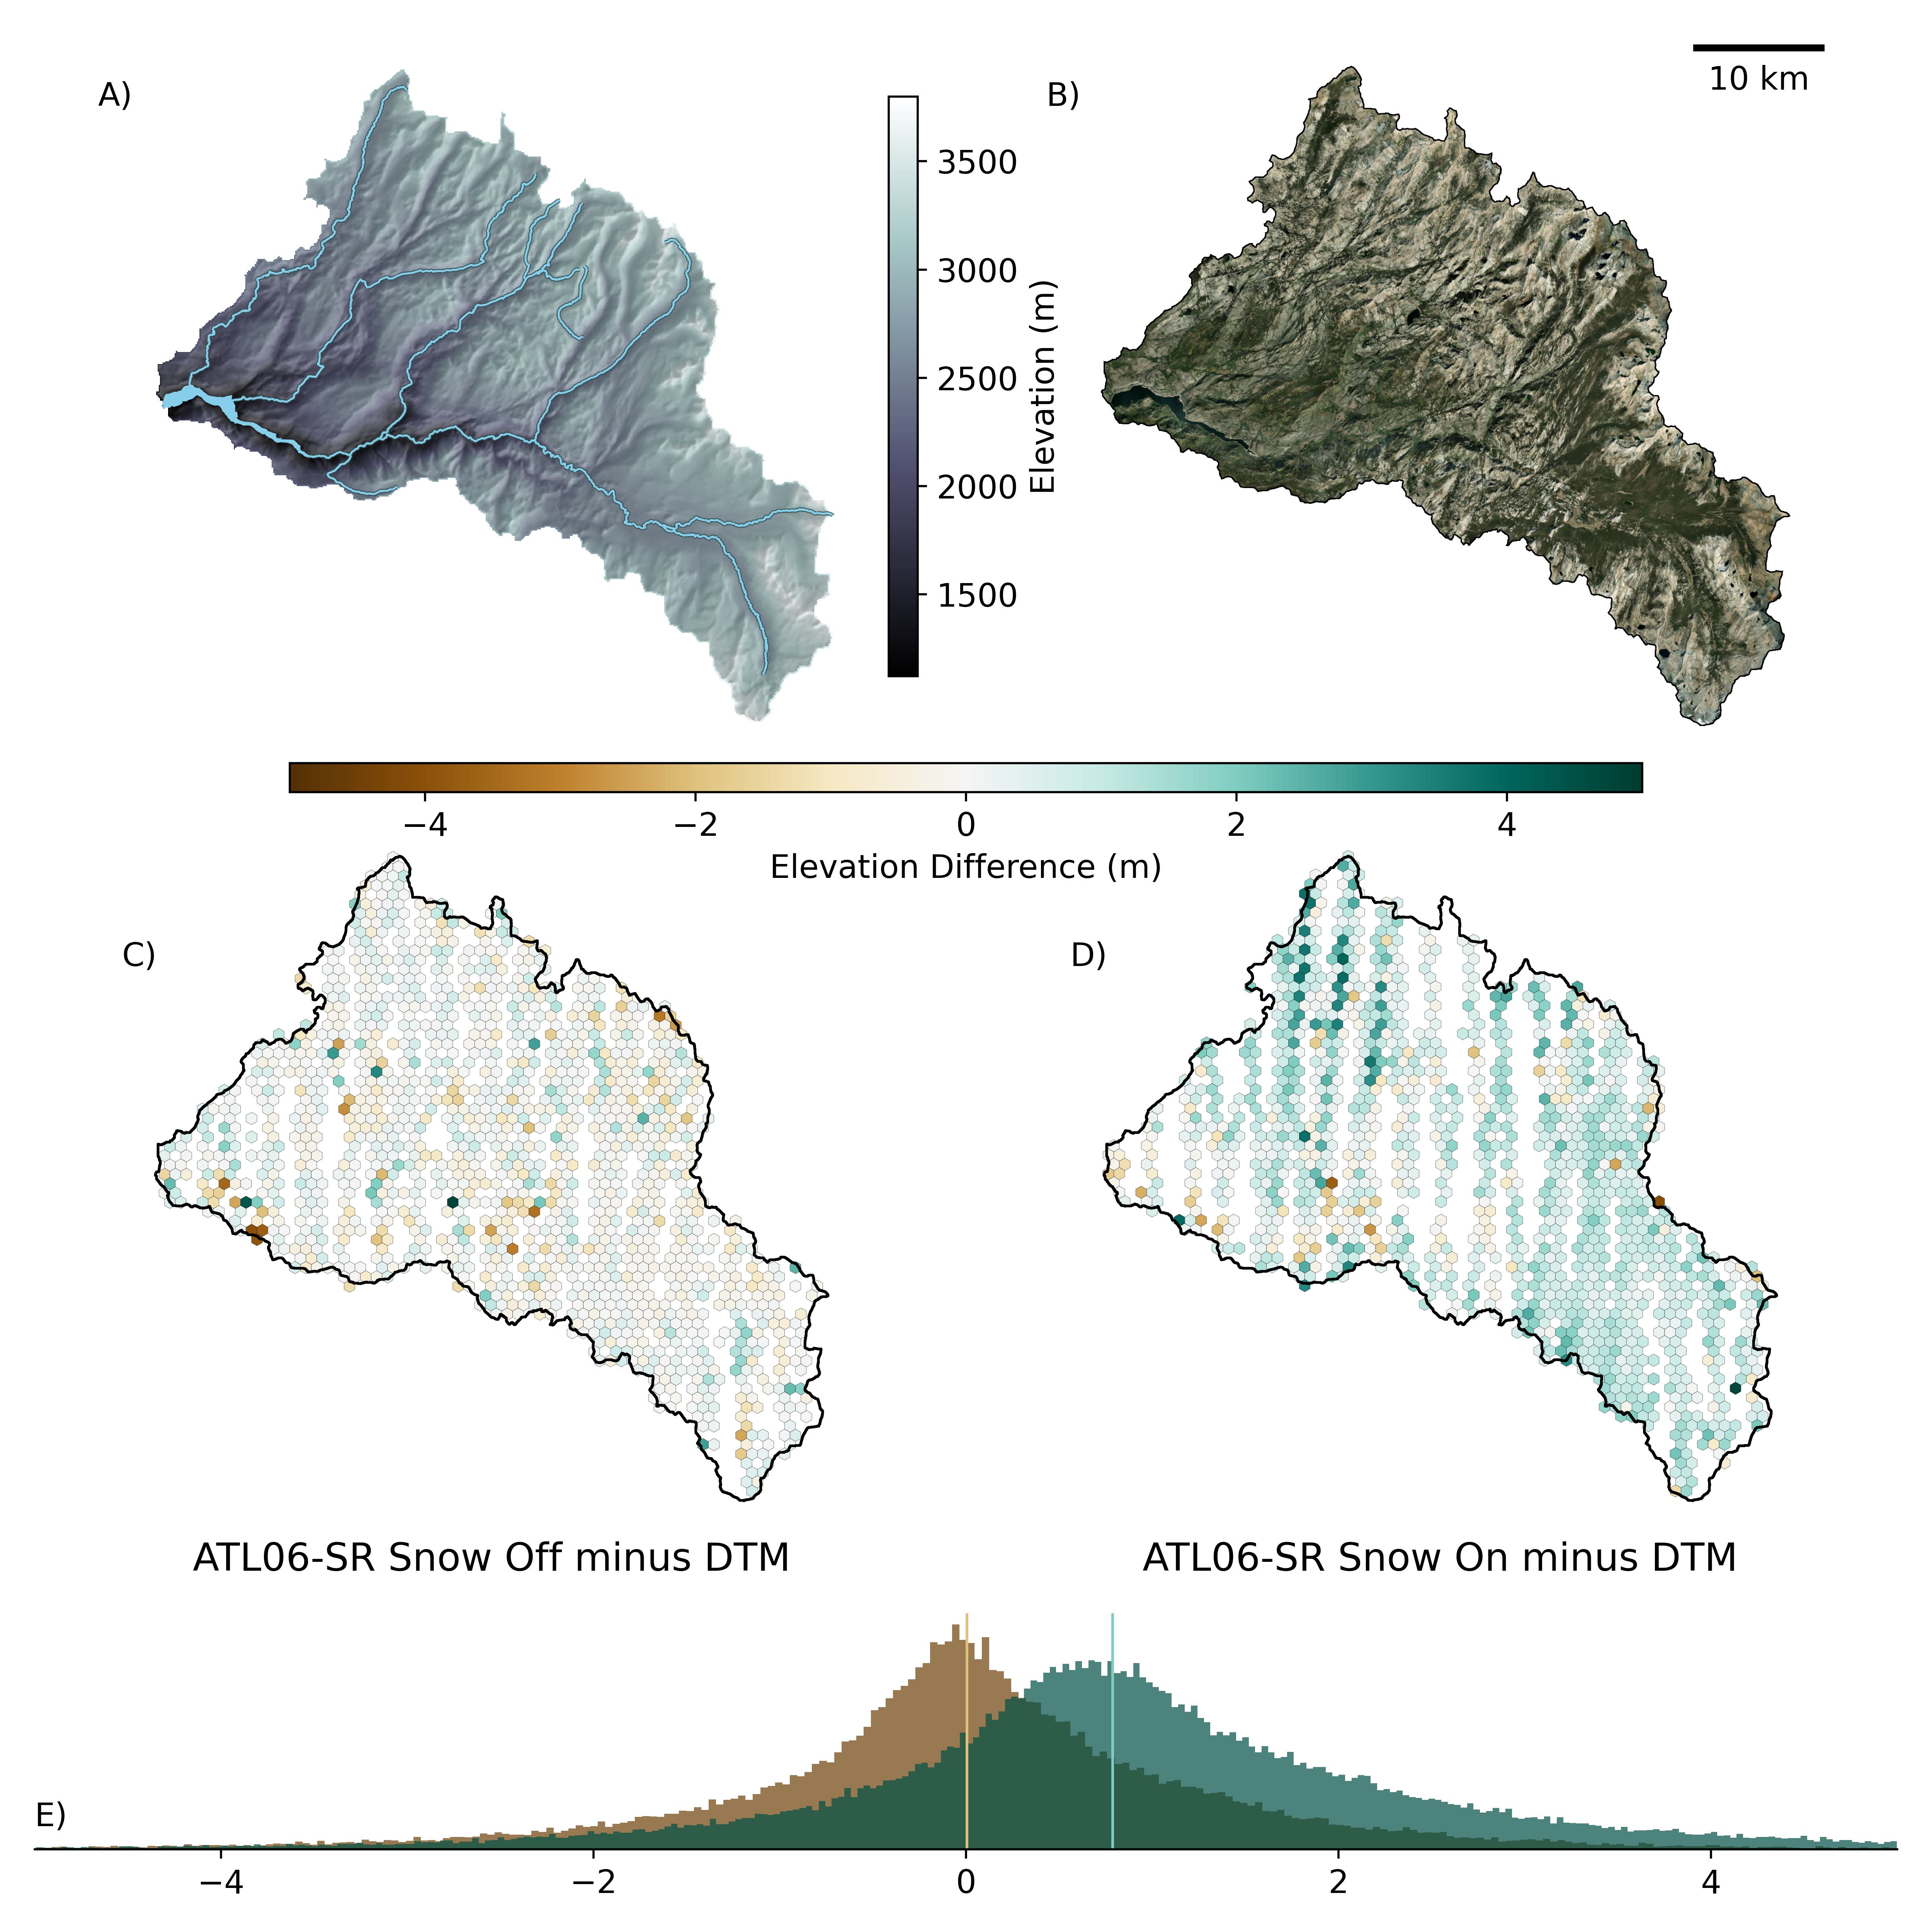 10 km
A)
B)
3500
3000
2500
2000
1500
Elevation (m)
−4 −2 0 2 4
Elevation Difference (m)
C)
D)
ATL06-SR Snow Off minus DTM
ATL06-SR Snow On minus DTM
E)
−4 −2 0 2 4